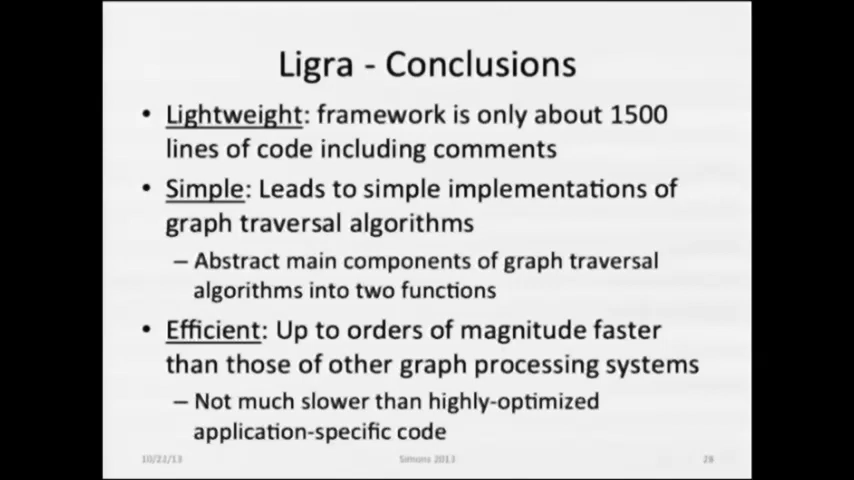 Ligra - Conclusions
• Lightweight: framework is only about 1500
lines of code including comments
• Simple: Leads to simple implementations of
graph traversal algorithms
– Abstract main components of graph traversal
algorithms into two functions
• Efficient: Up to orders of magnitude faster
than those of other graph processing systems
– Not much slower than highly-optimized
application-specific code
10/22/13 Simons 2013 28